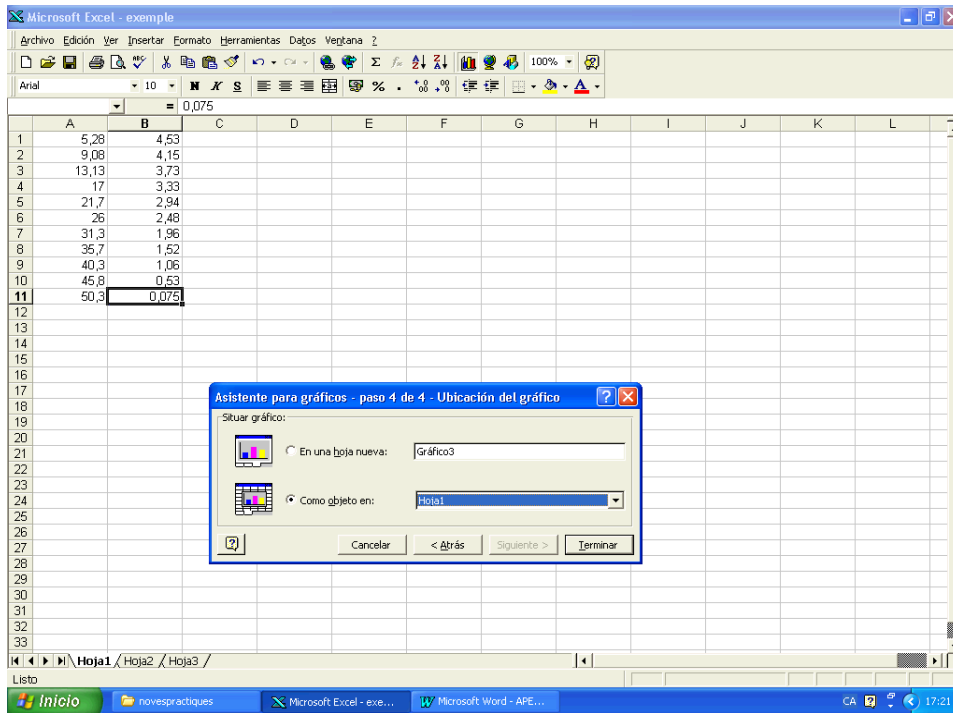 Microsoft Excel - exemple
Archivo Edición Ver Insertar Formato Herramientas Datos Ventana ?
100%
Arial 10 N K S
= 0,075
A B C D E F G H I J K L
1 5,28 4,53
2 9,08 4,15
3 13,13 3,73
4 17 3,33
5 21,7 2,94
6 26 2,48
7 31,3 1,96
8 35,7 1,52
9 40,3 1,06
10 45,8 0,53
11 50,3 0,075
12
13
14
15
16
17
18
19
20
21
22
23
24
25
26
27
28
29
30
31
32
33
Asistente para gráficos - paso 4 de 4 - Ubicación del gráfico
Situar gráfico:
En una hoja nueva: Gráfico3
Como objeto en: Hoja1
Cancelar < Atrás Siguiente > Terminar
Hoja1 Hoja2 Hoja3
Listo
Inicio novespractiques Microsoft Excel - exe... Microsoft Word - APE... CA 17:21